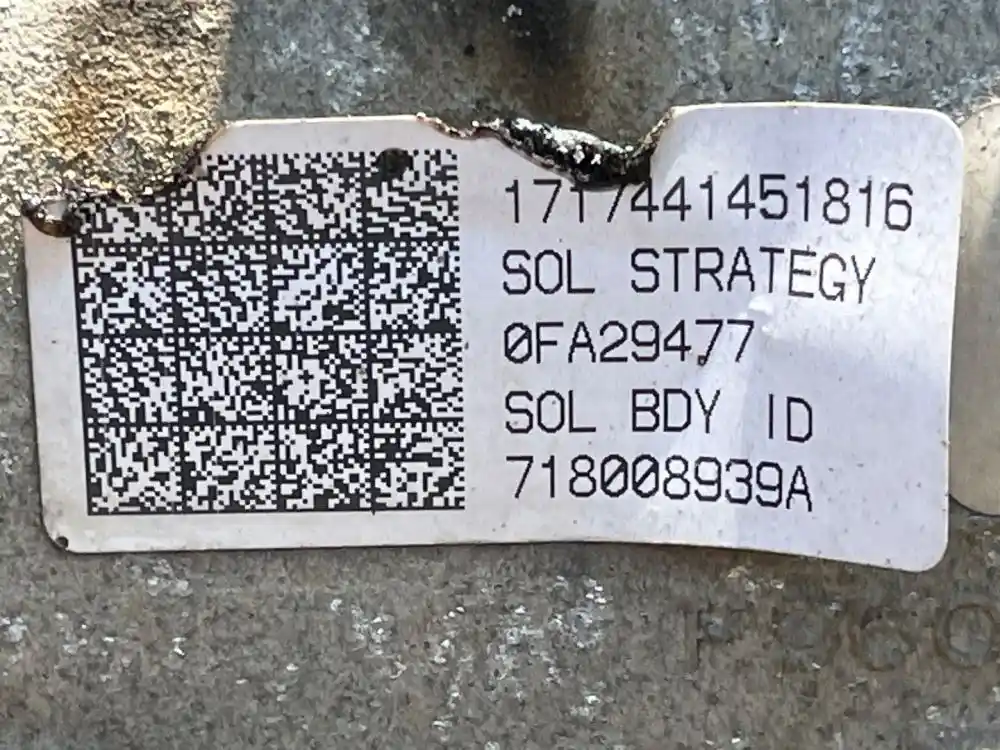 1717441451816
SOL STRATEGY
0FA29477
SOL BDY ID
718008939A